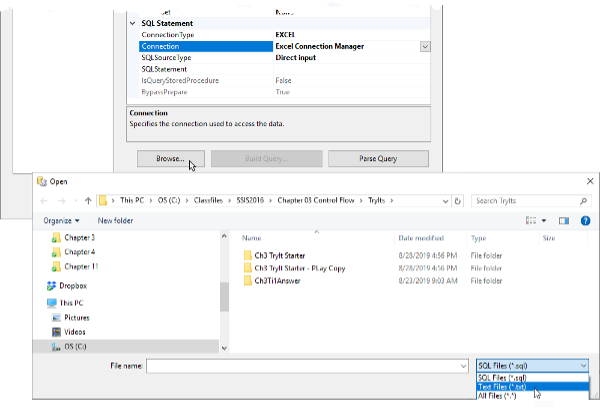 SQL Statement
ConnectionType EXCEL
Connection Excel Connection Manager
SQLSourceType Direct input
SQLStatement
IsQueryStoredProcedure False
BypassPrepare True
Connection
Specifies the connection used to access the data.
Browse... Build Query... Parse Query
Open
This PC > OS (C:) > Classfiles > SSIS2016 > Chapter 03 Control Flow > TryIts > Search TryIts
Organize New folder
Name Date modified Type Size
Chapter 3
Chapter 4
Chapter 11
Dropbox
This PC
Pictures
Videos
OS (C:)
Ch3 TryIt Starter 8/28/2019 4:56 PM File folder
Ch3 TryIt Starter - PLay Copy 8/28/2019 4:56 PM File folder
Ch3Ti1Answer 8/23/2019 9:03 AM File folder
File name: SQL Files (*.sql)
SQL Files (*.sql)
Text Files (*.txt)
All Files (*.*)